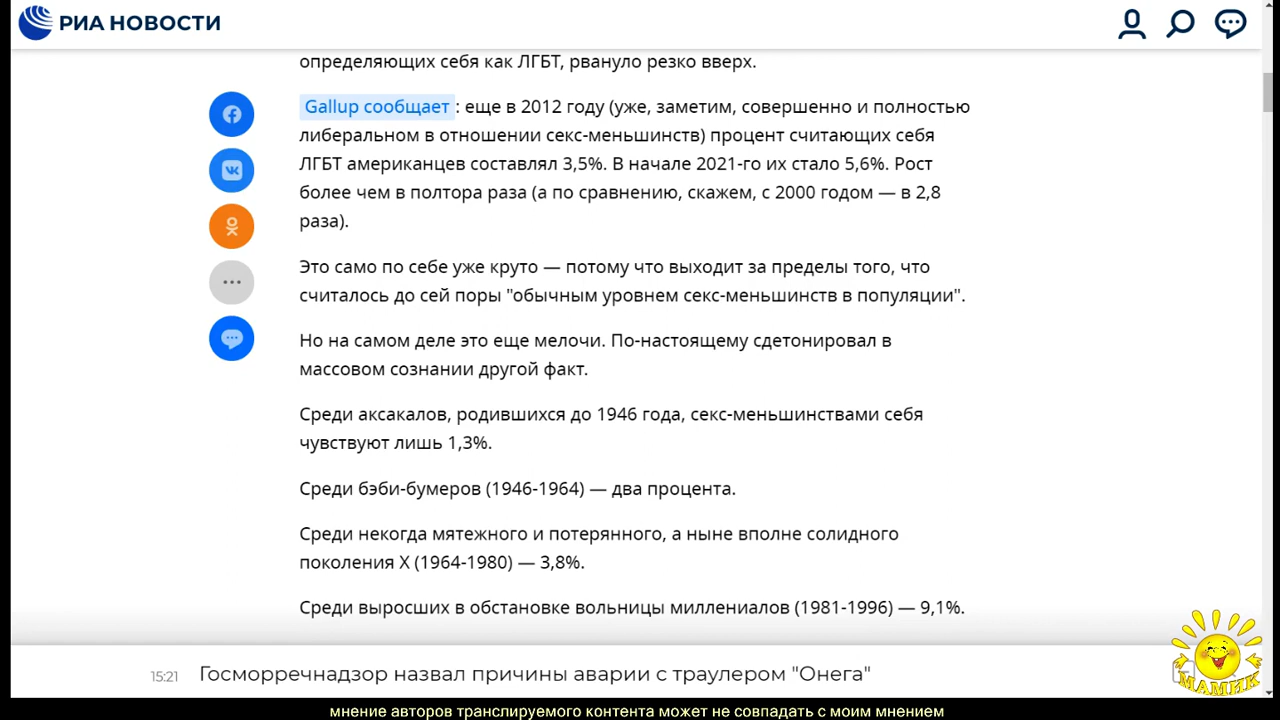 РИА НОВОСТИ
определяющих себя как ЛГБТ, рвануло резко вверх.
Gallup сообщает : еще в 2012 году (уже, заметим, совершенно и полностью
либеральном в отношении секс-меньшинств) процент считающих себя
ЛГБТ американцев составлял 3,5%. В начале 2021-го их стало 5,6%. Рост
более чем в полтора раза (а по сравнению, скажем, с 2000 годом — в 2,8
раза).
Это само по себе уже круто — потому что выходит за пределы того, что
считалось до сей поры "обычным уровнем секс-меньшинств в популяции".
Но на самом деле это еще мелочи. По-настоящему сдетонировал в
массовом сознании другой факт.
Среди аксакалов, родившихся до 1946 года, секс-меньшинствами себя
чувствуют лишь 1,3%.
Среди бэби-бумеров (1946-1964) — два процента.
Среди некогда мятежного и потерянного, а ныне вполне солидного
поколения X (1964-1980) — 3,8%.
Среди выросших в обстановке вольницы миллениалов (1981-1996) — 9,1%.
15:21 Госморречнадзор назвал причины аварии с траулером "Онега"
МАМИК
мнение авторов транслируемого контента может не совпадать с моим мнением